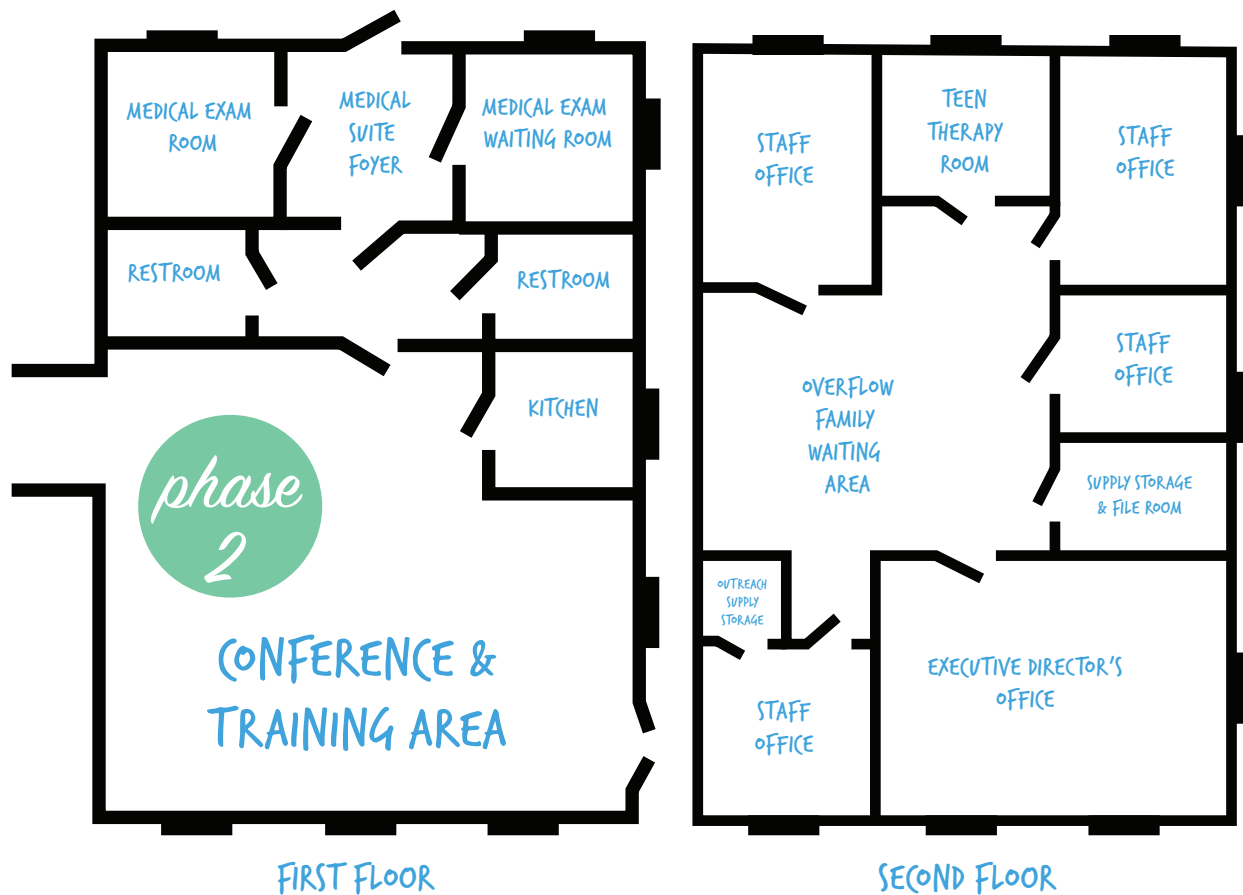 MEDICAL EXAM
ROOM
MEDICAL
SUITE
FOYER
MEDICAL EXAM
WAITING ROOM
RESTROOM
RESTROOM
KITCHEN
phase
2
CONFERENCE &
TRAINING AREA
FIRST FLOOR
STAFF
OFFICE
TEEN
THERAPY
ROOM
STAFF
OFFICE
STAFF
OFFICE
OVERFLOW
FAMILY
WAITING
AREA
SUPPLY STORAGE
& FILE ROOM
OUTREACH
SUPPLY
STORAGE
EXECUTIVE DIRECTOR'S
OFFICE
STAFF
OFFICE
SECOND FLOOR